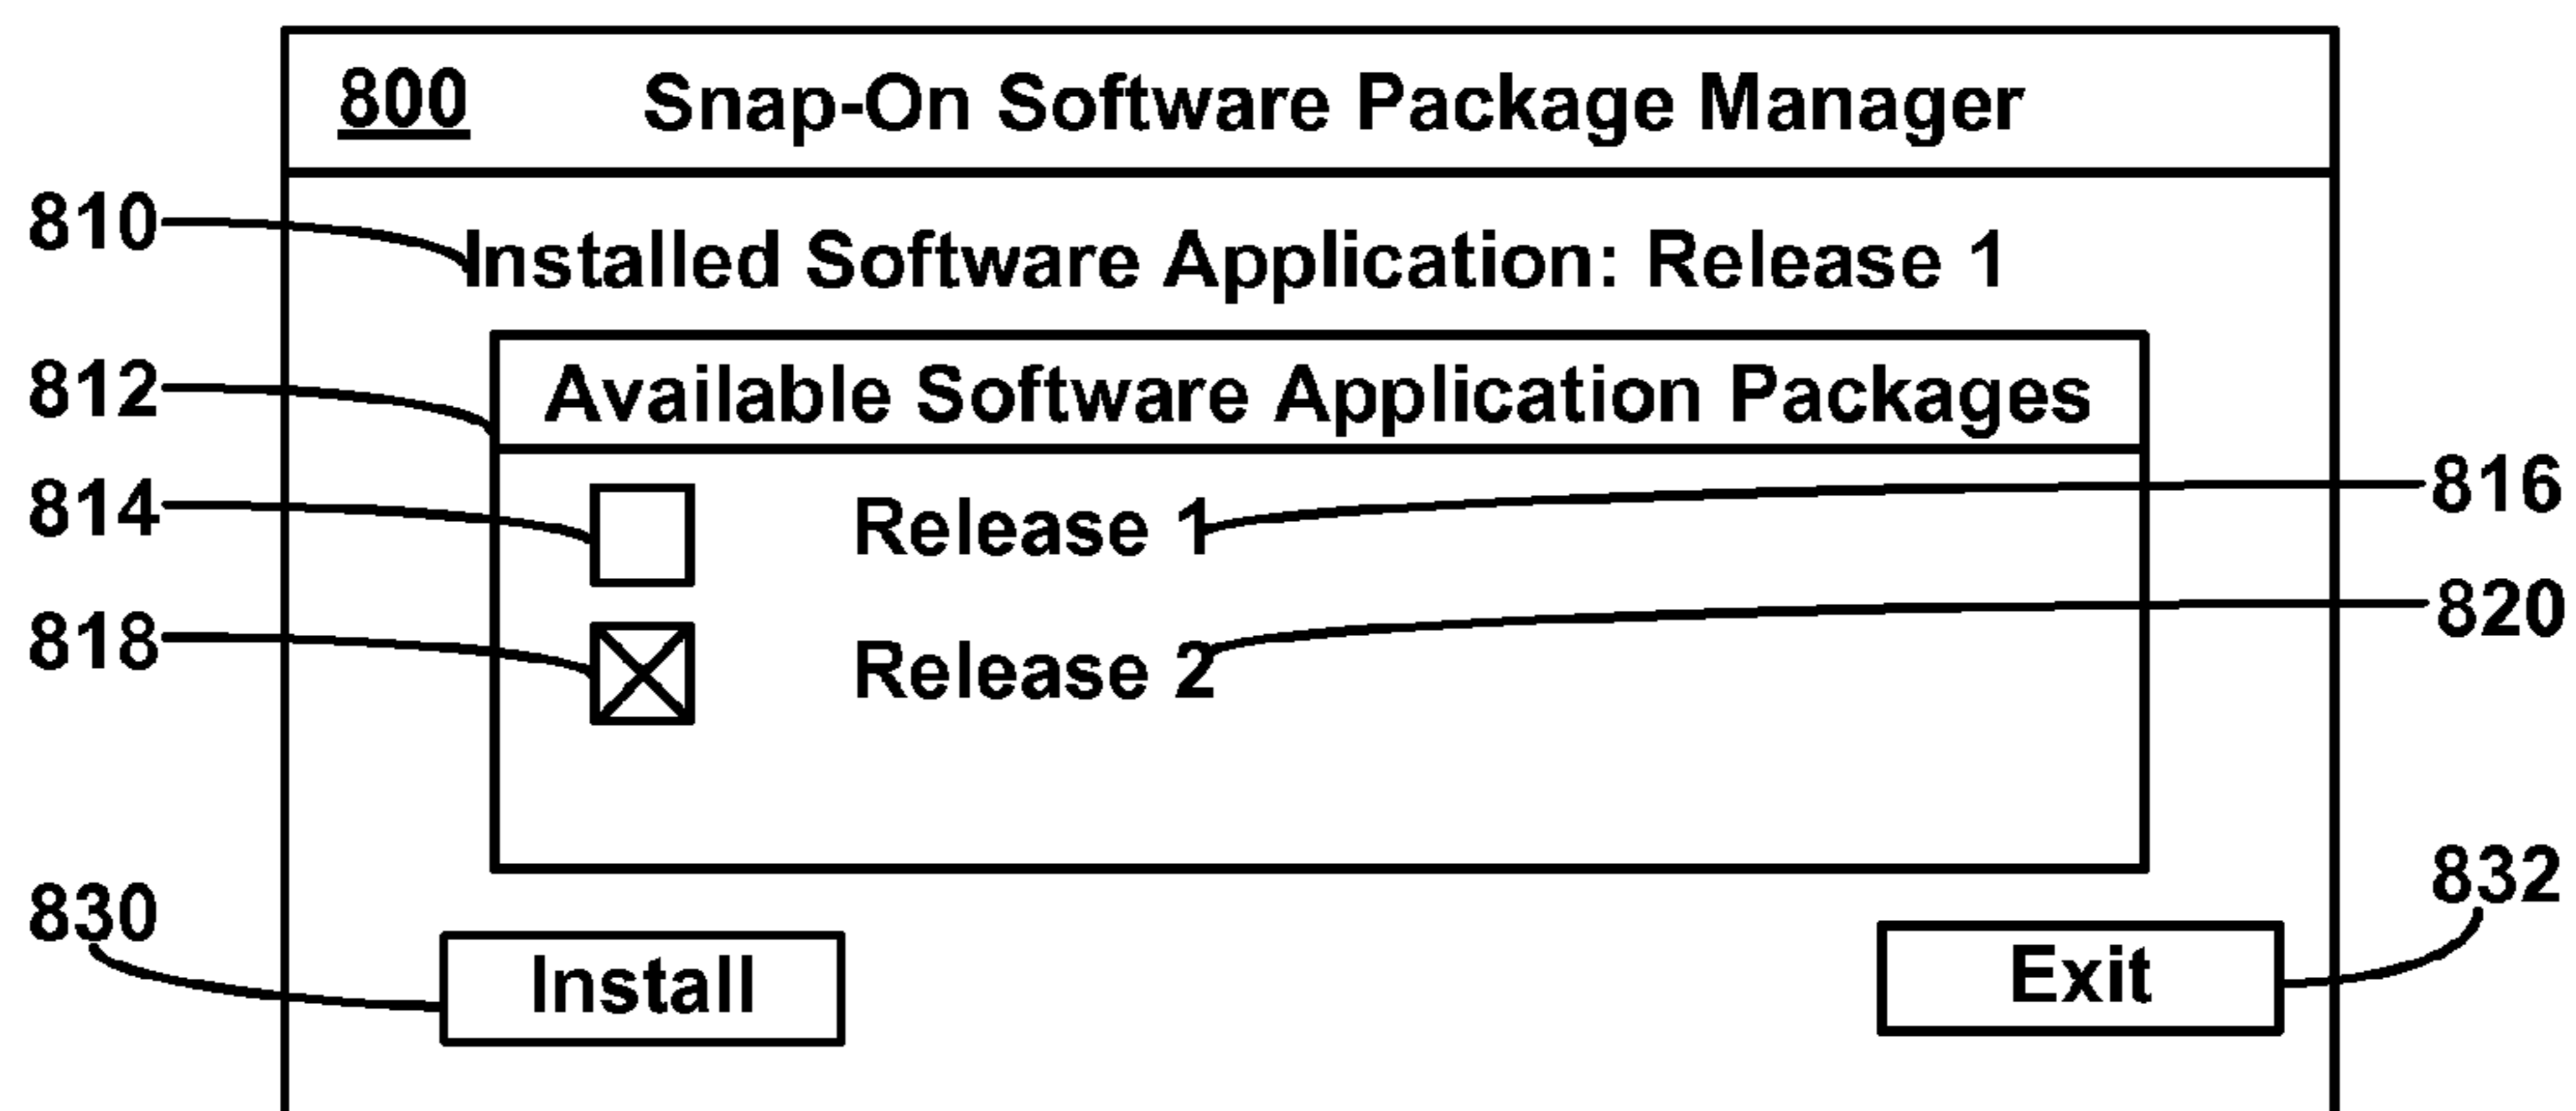 800 Snap-On Software Package Manager
810 Installed Software Application: Release 1
812 Available Software Application Packages
814 Release 1 816
818 Release 2 820
830 Install Exit 832